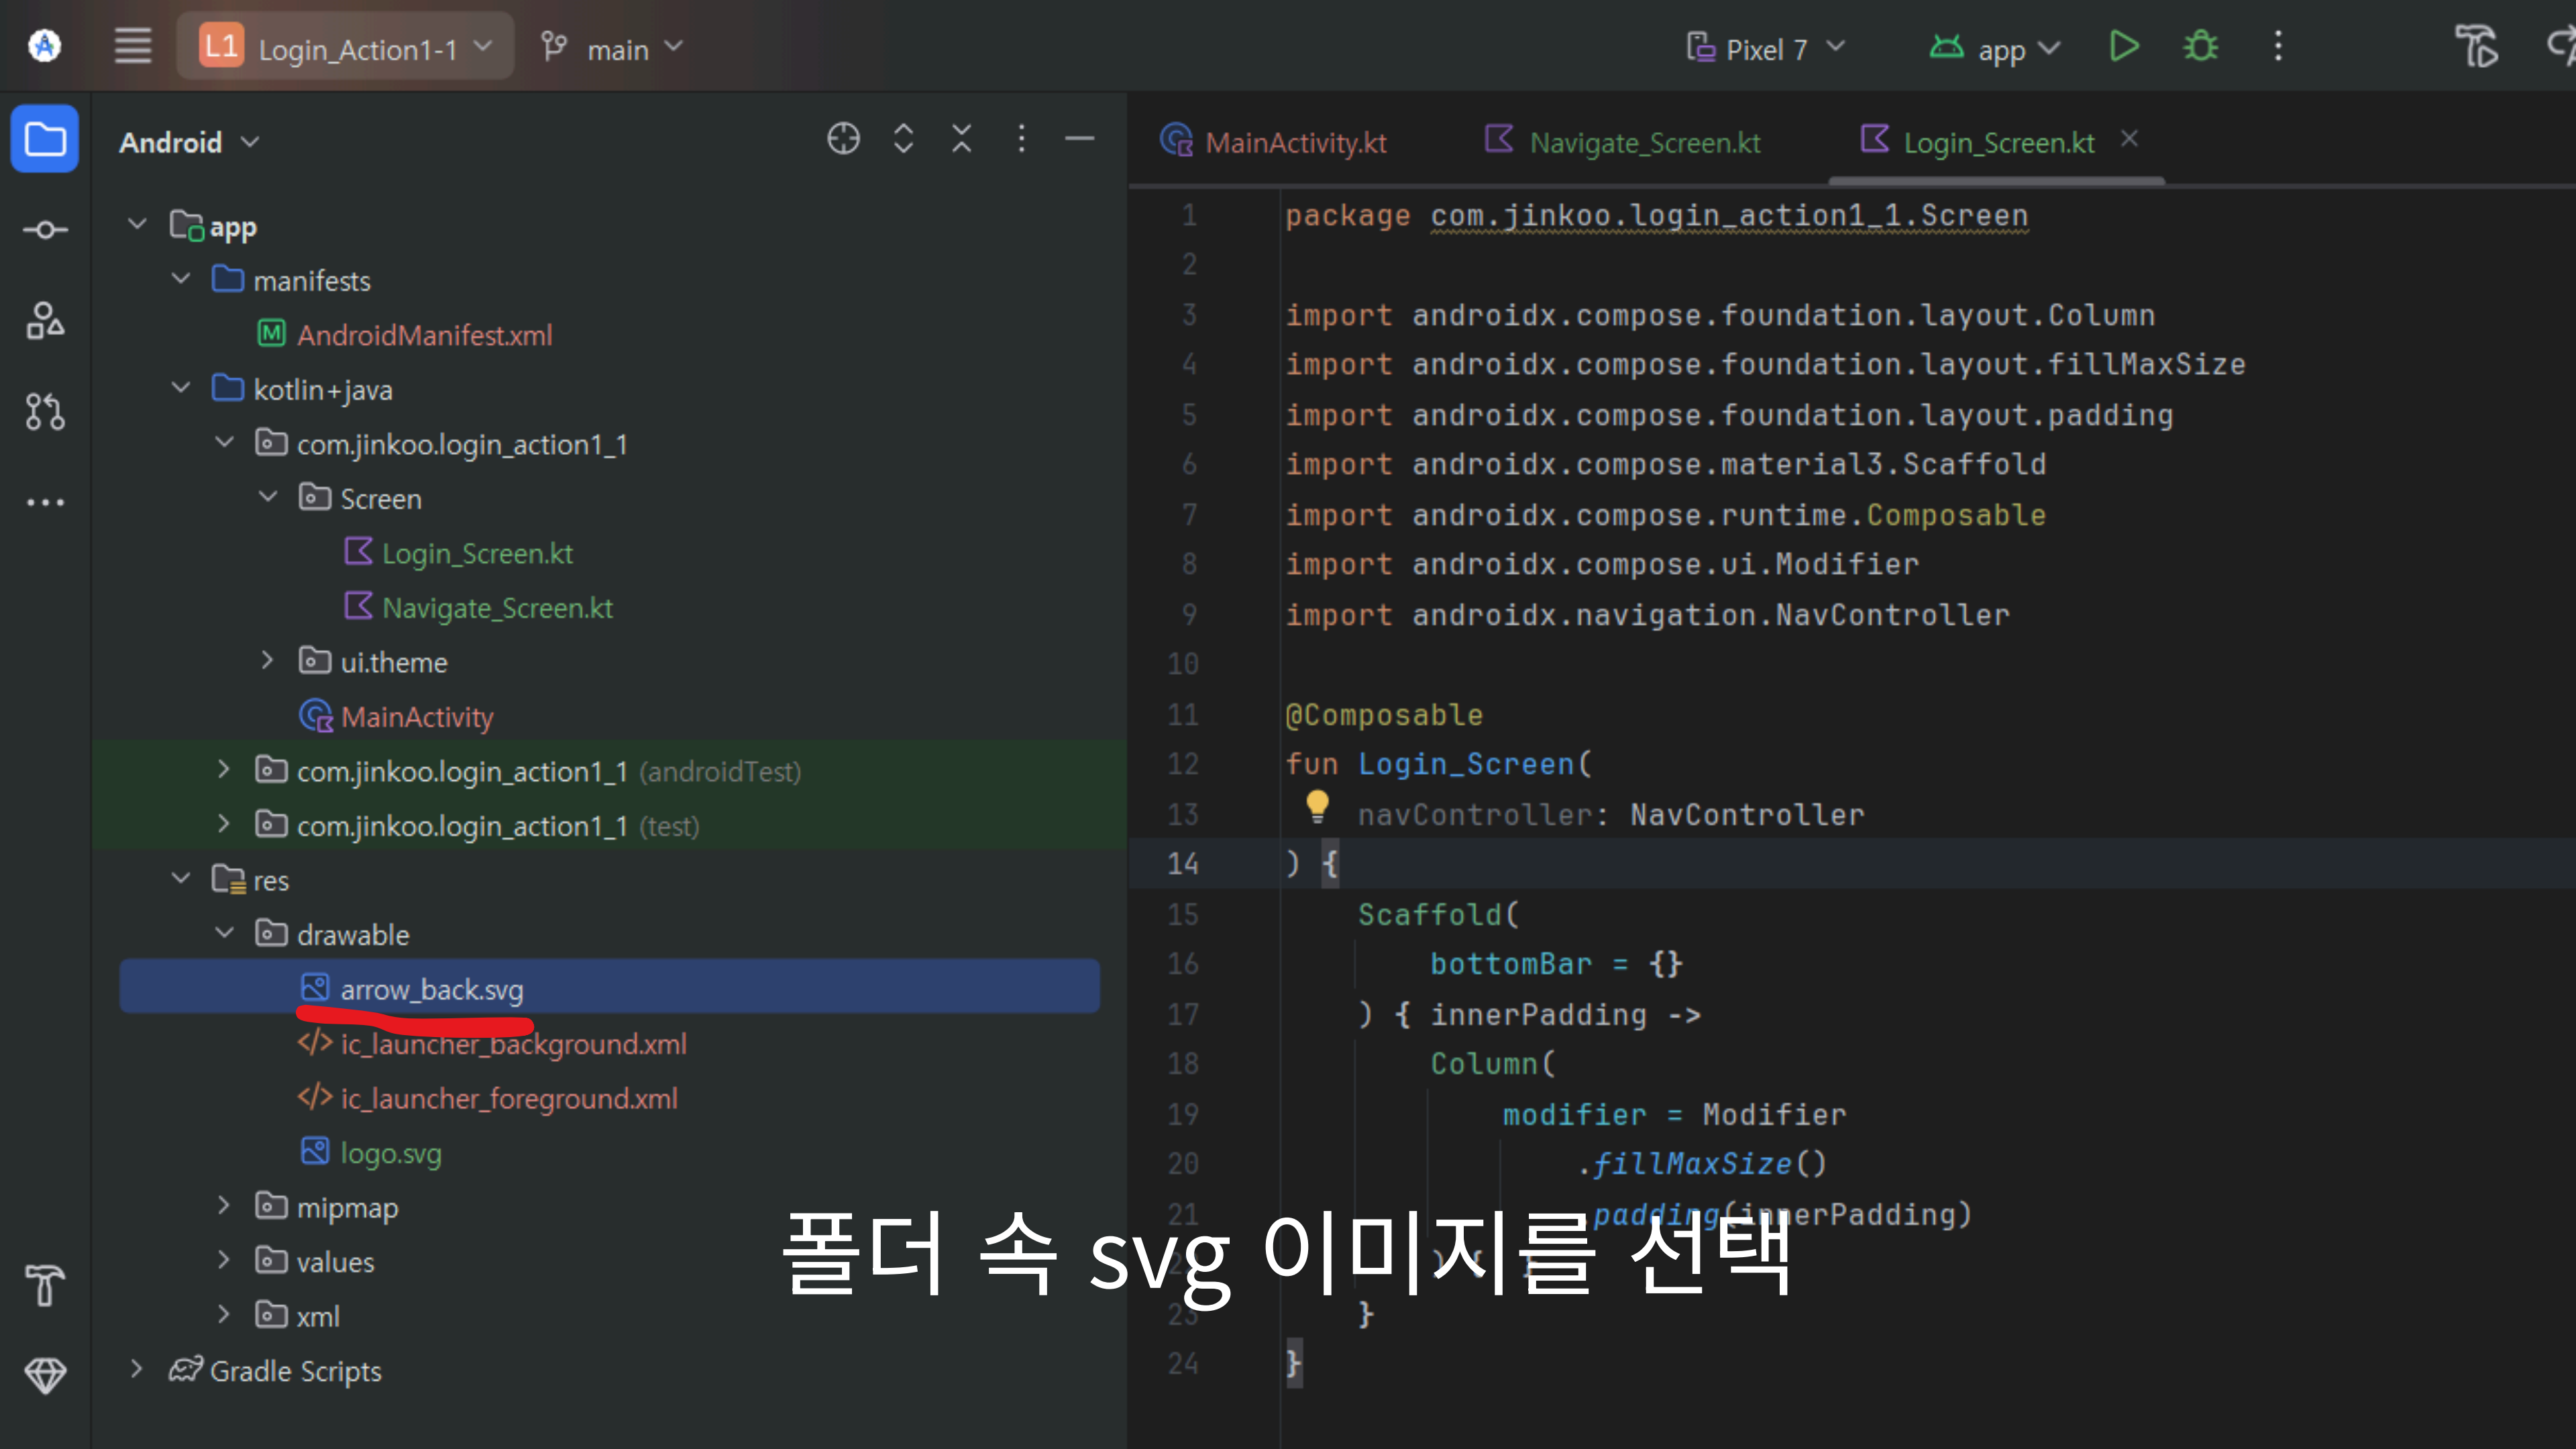 L1 Login_Action1-1 main Pixel 7 app
Android
app
manifests
AndroidManifest.xml
kotlin+java
com.jinkoo.login_action1_1
Screen
Login_Screen.kt
Navigate_Screen.kt
ui.theme
MainActivity
com.jinkoo.login_action1_1 (androidTest)
com.jinkoo.login_action1_1 (test)
res
drawable
arrow_back.svg
ic_launcher_background.xml
ic_launcher_foreground.xml
logo.svg
mipmap
values
xml
Gradle Scripts
MainActivity.kt Navigate_Screen.kt Login_Screen.kt
1 package com.jinkoo.login_action1_1.Screen
2
3 import androidx.compose.foundation.layout.Column
4 import androidx.compose.foundation.layout.fillMaxSize
5 import androidx.compose.foundation.layout.padding
6 import androidx.compose.material3.Scaffold
7 import androidx.compose.runtime.Composable
8 import androidx.compose.ui.Modifier
9 import androidx.navigation.NavController
10
11 @Composable
12 fun Login_Screen(
13 navController: NavController
14 ) {
15 Scaffold(
16 bottomBar = {}
17 ) { innerPadding ->
18 Column(
19 modifier = Modifier
20 .fillMaxSize()
21 .padding(innerPadding)
22 ) { }
23 }
24 }
폴더 속 svg 이미지를 선택